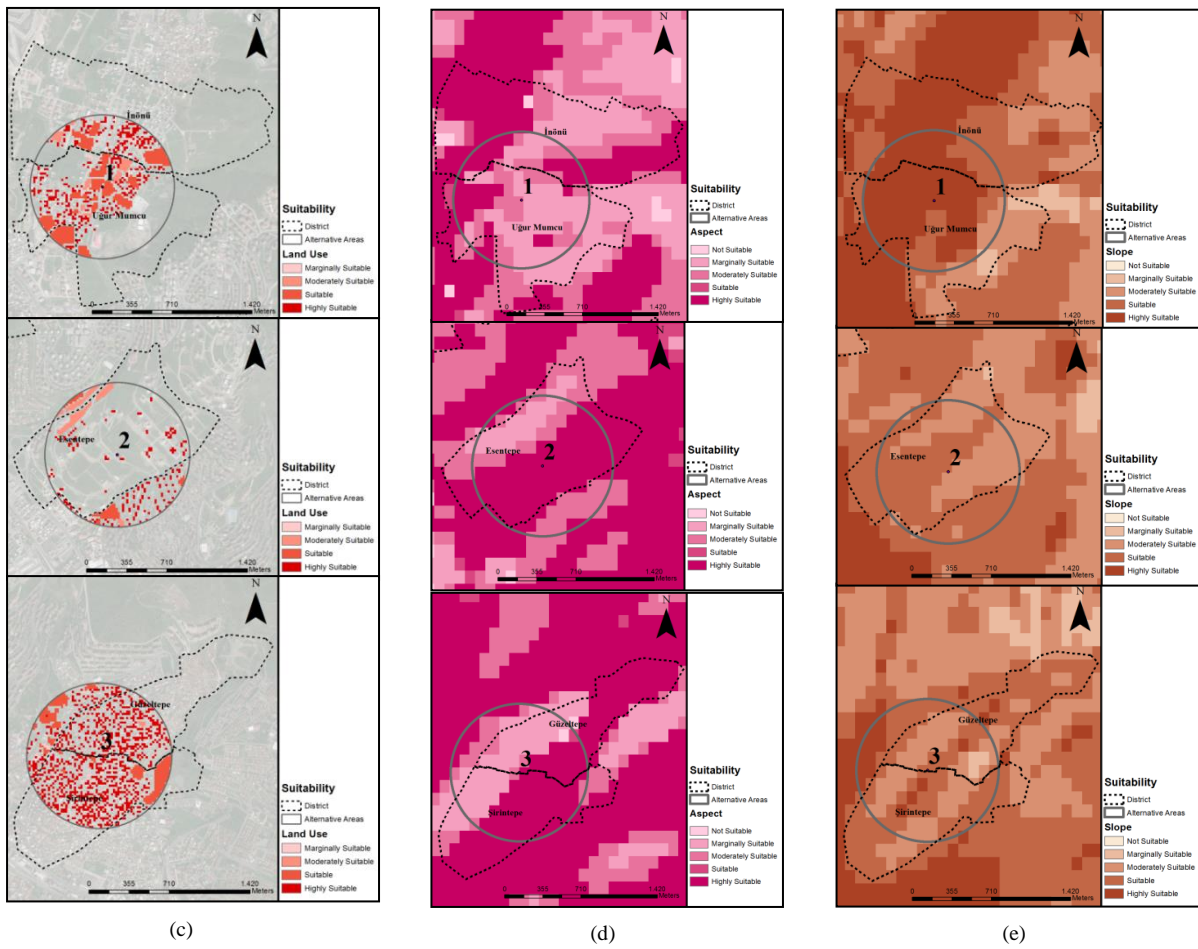 N
İnönü
1
Uğur Mumcu
0 355 710 1.420
Meters
Suitability
District
Alternative Areas
Land Use
Marginally Suitable
Moderately Suitable
Suitable
Highly Suitable
N
Esentepe
2
0 355 710 1.420
Meters
Suitability
District
Alternative Areas
Land Use
Marginally Suitable
Moderately Suitable
Suitable
Highly Suitable
N
Güzeltepe
3
Şirintepe
0 355 710 1.420
Meters
Suitability
District
Alternative Areas
Land Use
Marginally Suitable
Moderately Suitable
Suitable
Highly Suitable
(c)
N
İnönü
1
Uğur Mumcu
0 355 710 1.420
Meters
Suitability
District
Alternative Areas
Aspect
Not Suitable
Marginally Suitable
Moderately Suitable
Suitable
Highly Suitable
N
Esentepe
2
0 355 710 1.420
Meters
Suitability
District
Alternative Areas
Aspect
Not Suitable
Marginally Suitable
Moderately Suitable
Suitable
Highly Suitable
N
Güzeltepe
3
Şirintepe
0 355 710 1.420
Meters
Suitability
District
Alternative Areas
Aspect
Not Suitable
Marginally Suitable
Moderately Suitable
Suitable
Highly Suitable
(d)
N
İnönü
1
Uğur Mumcu
0 355 710 1.420
Meters
Suitability
District
Alternative Areas
Slope
Not Suitable
Marginally Suitable
Moderately Suitable
Suitable
Highly Suitable
N
Esentepe
2
0 355 710 1.420
Meters
Suitability
District
Alternative Areas
Slope
Not Suitable
Marginally Suitable
Moderately Suitable
Suitable
Highly Suitable
N
Güzeltepe
3
Şirintepe
0 355 710 1.420
Meters
Suitability
District
Alternative Areas
Slope
Not Suitable
Marginally Suitable
Moderately Suitable
Suitable
Highly Suitable
(e)